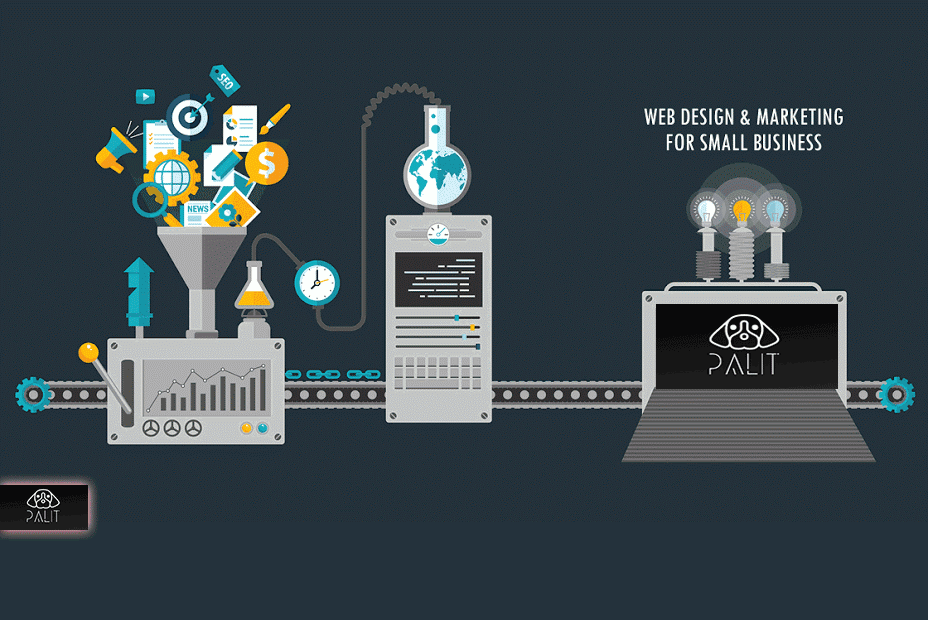 SEO
WEB DESIGN & MARKETING
FOR SMALL BUSINESS
NEWS
PALIT
PALIT